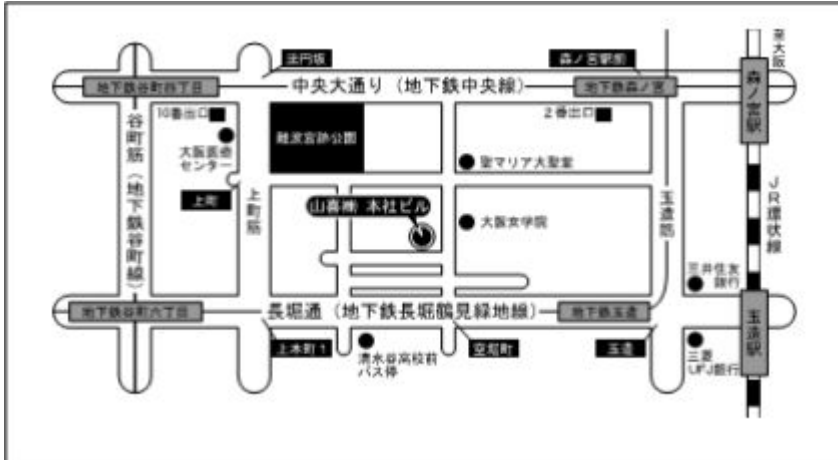 至大阪
法円坂
森ノ宮駅前
地下鉄谷町四丁目
中央大通り（地下鉄中央線）
地下鉄森ノ宮
森ノ宮駅
10番出口
2番出口
谷町筋（地下鉄谷町線）
大阪医療
センター
難波宮跡公園
聖マリア大聖堂
上町
上町筋
山喜㈱ 本社ビル
大阪女学院
玉造筋
JR環状線
三井住友
銀行
地下鉄谷町六丁目
長堀通（地下鉄長堀鶴見緑地線）
地下鉄玉造
玉造駅
上本町1
清水谷高校前
バス停
空堀町
玉造
三菱
UFJ銀行